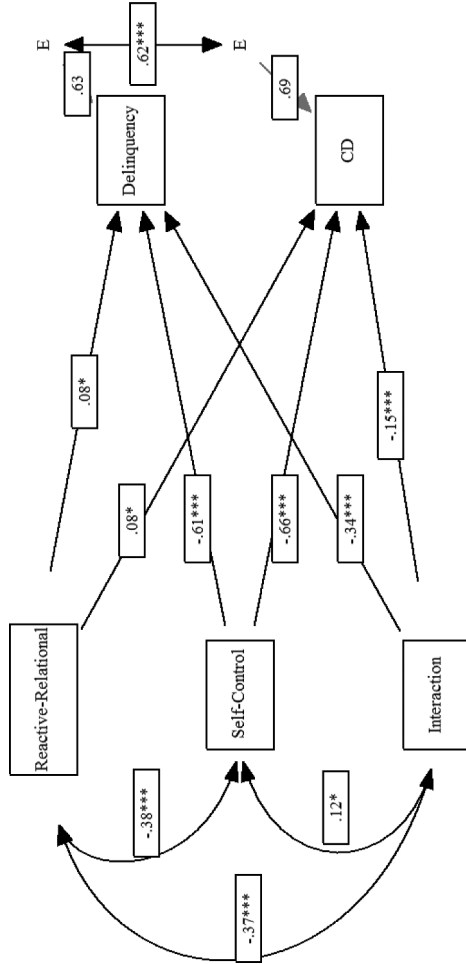 Reactive-Relational
Self-Control
Interaction
-.38***
.12*
-.37***
.08*
.08*
-.61***
-.66***
-.34***
-.15***
Delinquency
CD
.63
E
.62***
.69
E